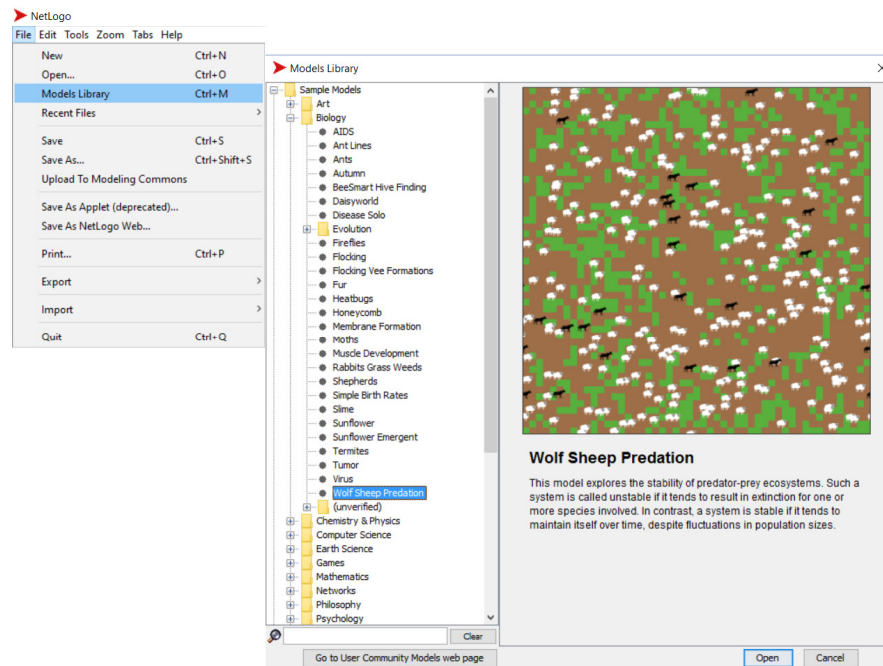 NetLogo
File Edit Tools Zoom Tabs Help
New Ctrl+N
Open... Ctrl+O
Models Library Ctrl+M
Recent Files
Save Ctrl+S
Save As... Ctrl+Shift+S
Upload To Modeling Commons
Save As Applet (deprecated)...
Save As NetLogo Web...
Print... Ctrl+P
Export
Import
Quit Ctrl+Q
Models Library
Sample Models
Art
Biology
AIDS
Ant Lines
Ants
Autumn
BeeSmart Hive Finding
Daisyworld
Disease Solo
Evolution
Fireflies
Flocking
Flocking Vee Formations
Fur
Heatbugs
Honeycomb
Membrane Formation
Moths
Muscle Development
Rabbits Grass Weeds
Shepherds
Simple Birth Rates
Slime
Sunflower
Sunflower Emergent
Termites
Tumor
Virus
Wolf Sheep Predation
(unverified)
Chemistry & Physics
Computer Science
Earth Science
Games
Mathematics
Networks
Philosophy
Psychology
Clear
Go to User Community Models web page
Wolf Sheep Predation
This model explores the stability of predator-prey ecosystems. Such a
system is called unstable if it tends to result in extinction for one or
more species involved. In contrast, a system is stable if it tends to
maintain itself over time, despite fluctuations in population sizes.
Open Cancel